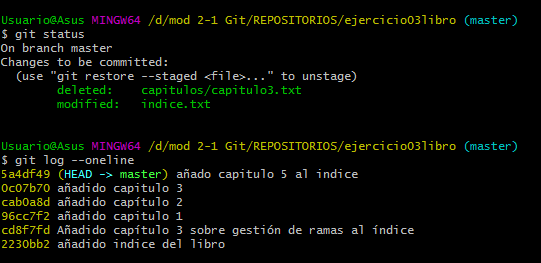 Usuario@Asus MINGW64 /d/mod 2-1 Git/REPOSITORIOS/ejercicio03libro (master)
$ git status
On branch master
Changes to be committed:
  (use "git restore --staged <file>..." to unstage)
        deleted:    capitulos/capitulo3.txt
        modified:   indice.txt
Usuario@Asus MINGW64 /d/mod 2-1 Git/REPOSITORIOS/ejercicio03libro (master)
$ git log --oneline
5a4df49 (HEAD -> master) añado capitulo 5 al indice
0c07b70 añadido capitulo 3
cab0a8d añadido capítulo 2
96cc7f2 añadido capitulo 1
cd8f7fd Añadido capítulo 3 sobre gestión de ramas al índice
2230bb2 añadido indice del libro